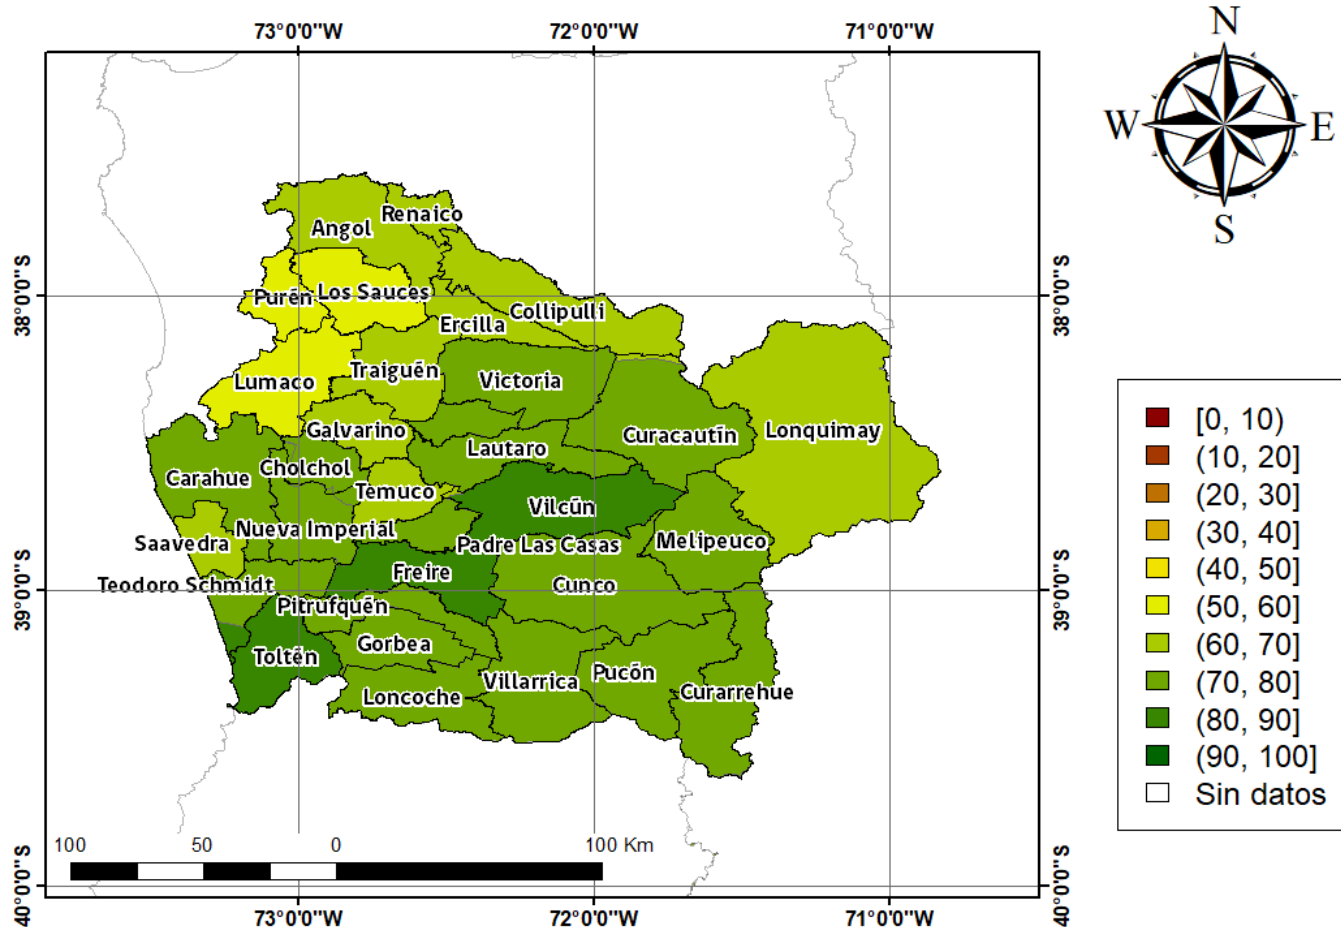 73°0'0"W 72°0'0"W 71°0'0"W
N
W E
S
38°0'0"S 38°0'0"S
39°0'0"S 39°0'0"S
40°0'0"S 40°0'0"S
Renaico
Angol
Purén Los Sauces
Collipulli
Ercilla
Traiguén
Victoria
Lumaco
Galvarino
Curacautín
Lonquimay
Lautaro
Cholchol
Carahue
Temuco
Vilcún
Nueva Imperial
Saavedra
Padre Las Casas
Melipeuco
Freire
Teodoro Schmidt
Cunco
Pitrufquén
Gorbea
Toltén
Pucón
Villarrica
Curarrehue
Loncoche
[0, 10)
(10, 20]
(20, 30]
(30, 40]
(40, 50]
(50, 60]
(60, 70]
(70, 80]
(80, 90]
(90, 100]
Sin datos
100 50 0 100 Km
73°0'0"W 72°0'0"W 71°0'0"W